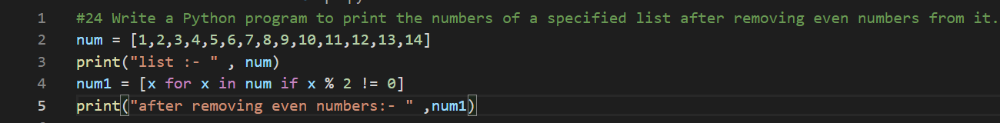 1 #24 Write a Python program to print the numbers of a specified list after removing even numbers from it.
2 num = [1,2,3,4,5,6,7,8,9,10,11,12,13,14]
3 print("list :- " , num)
4 num1 = [x for x in num if x % 2 != 0]
5 print("after removing even numbers:- " ,num1)